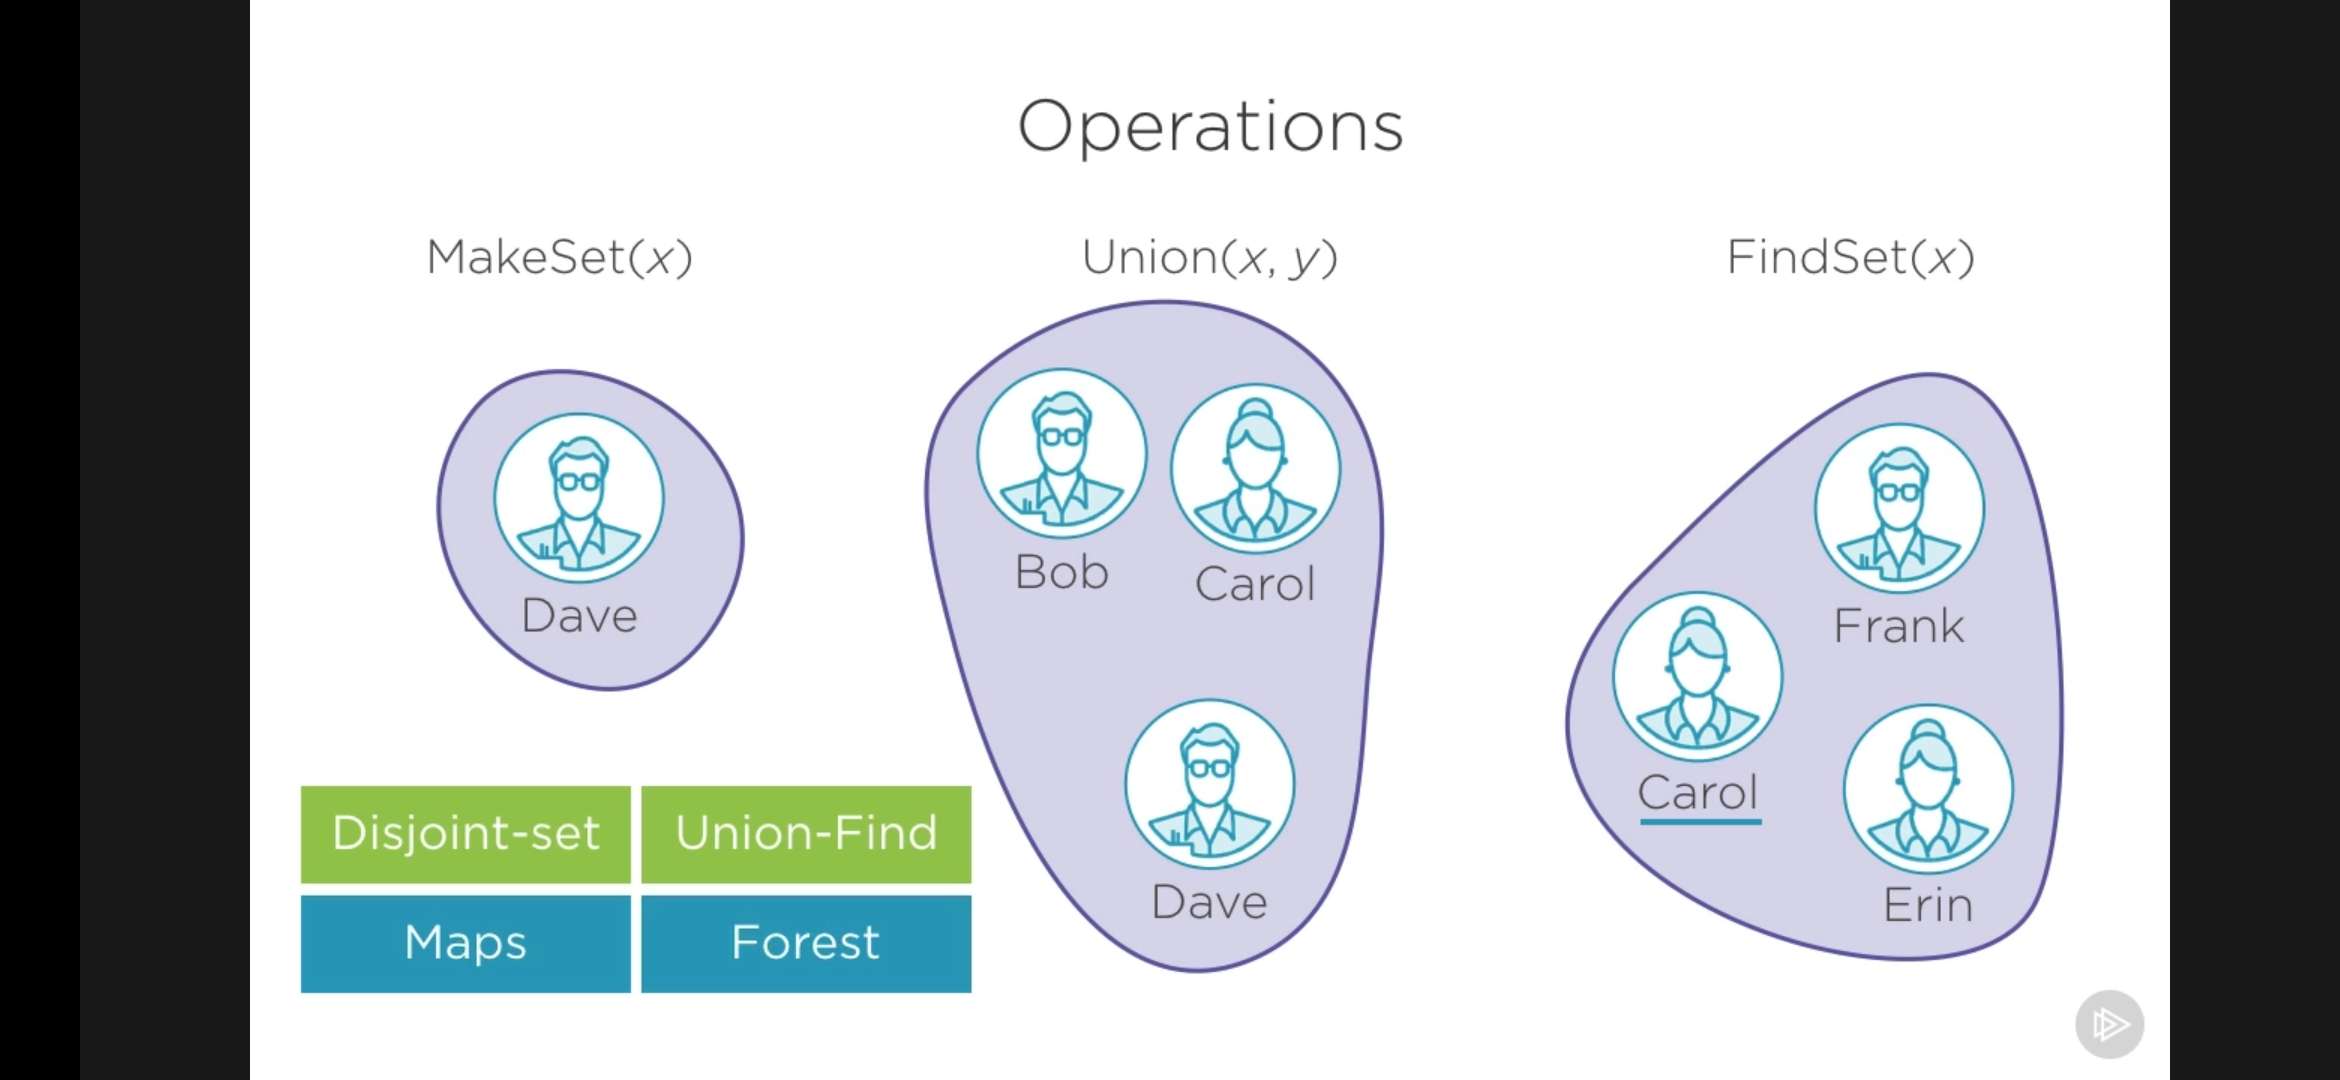 Operations
MakeSet(x)
Union(x, y)
FindSet(x)
Dave
Bob
Carol
Dave
Frank
Carol
Erin
Disjoint-set
Union-Find
Maps
Forest